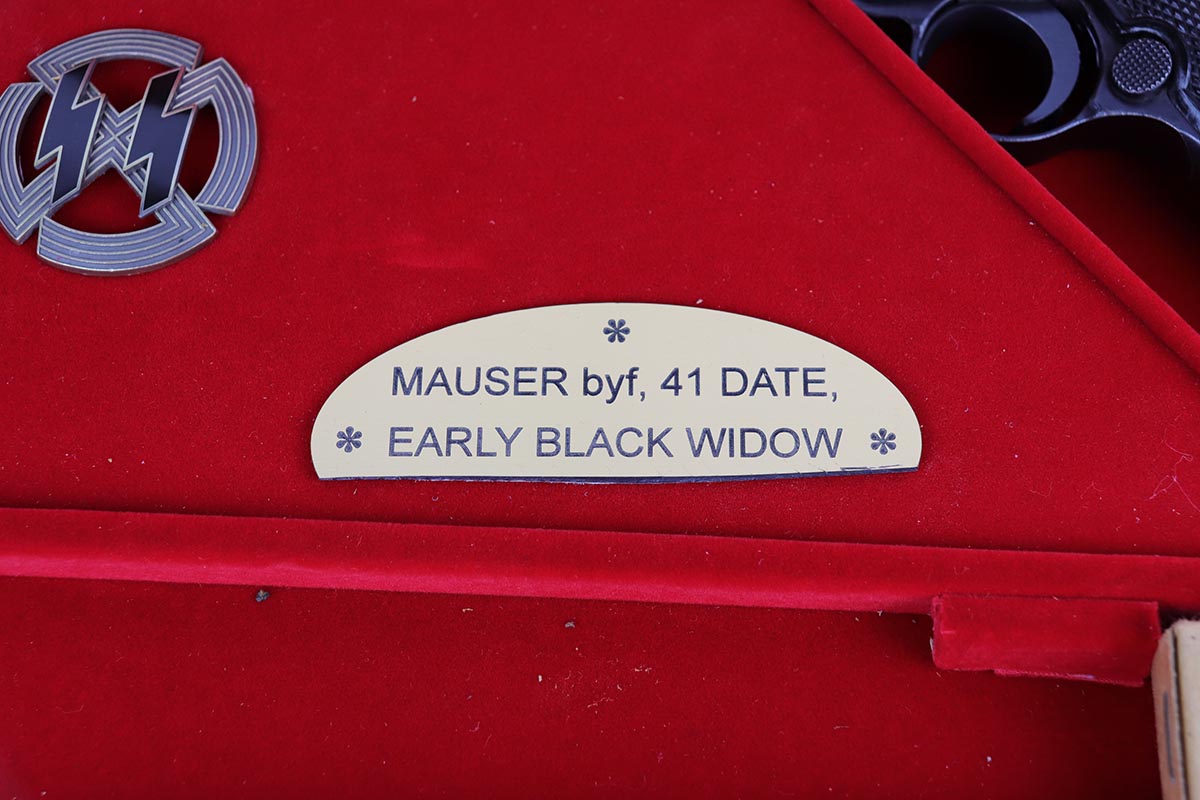 MAUSER byf, 41 DATE,
EARLY BLACK WIDOW